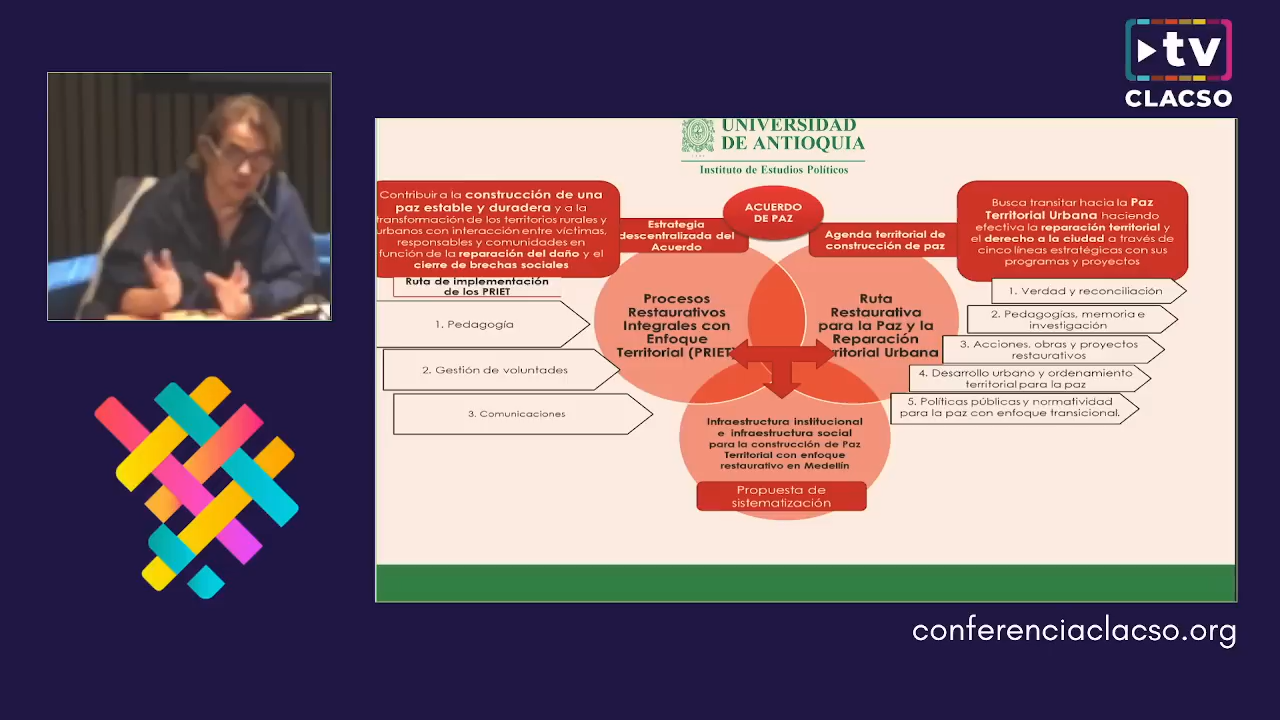 tv
CLACSO
UNIVERSIDAD
DE ANTIOQUIA
Instituto de Estudios Políticos
Contribuir a la construcción de una
paz estable y duradera y a la
transformación de los territorios rurales y
urbanos con interacción entre víctimas,
responsables y comunidades en
función de la reparación del daño y el
cierre de brechas sociales
Ruta de implementación
de los PRIET
1. Pedagogía
2. Gestión de voluntades
3. Comunicaciones
Estrategia
descentralizada del
Acuerdo
ACUERDO
DE PAZ
Agenda territorial de
construcción de paz
Busca transitar hacia la Paz
Territorial Urbana haciendo
efectiva la reparación territorial y
el derecho a la ciudad a través de
cinco líneas estratégicas con sus
programas y proyectos
1. Verdad y reconciliación
2. Pedagogías, memoria e
investigación
3. Acciones, obras y proyectos
restaurativos
4. Desarrollo urbano y ordenamiento
territorial para la paz
5. Políticas públicas y normatividad
para la paz con enfoque transicional.
Procesos
Restaurativos
Integrales con
Enfoque
Territorial (PRIET)
Ruta
Restaurativa
para la Paz y la
Reparación
ritorial Urbana
Infraestructura institucional
e infraestructura social
para la construcción de Paz
Territorial con enfoque
restaurativo en Medellín
Propuesta de
sistematización
conferenciaclacso.org